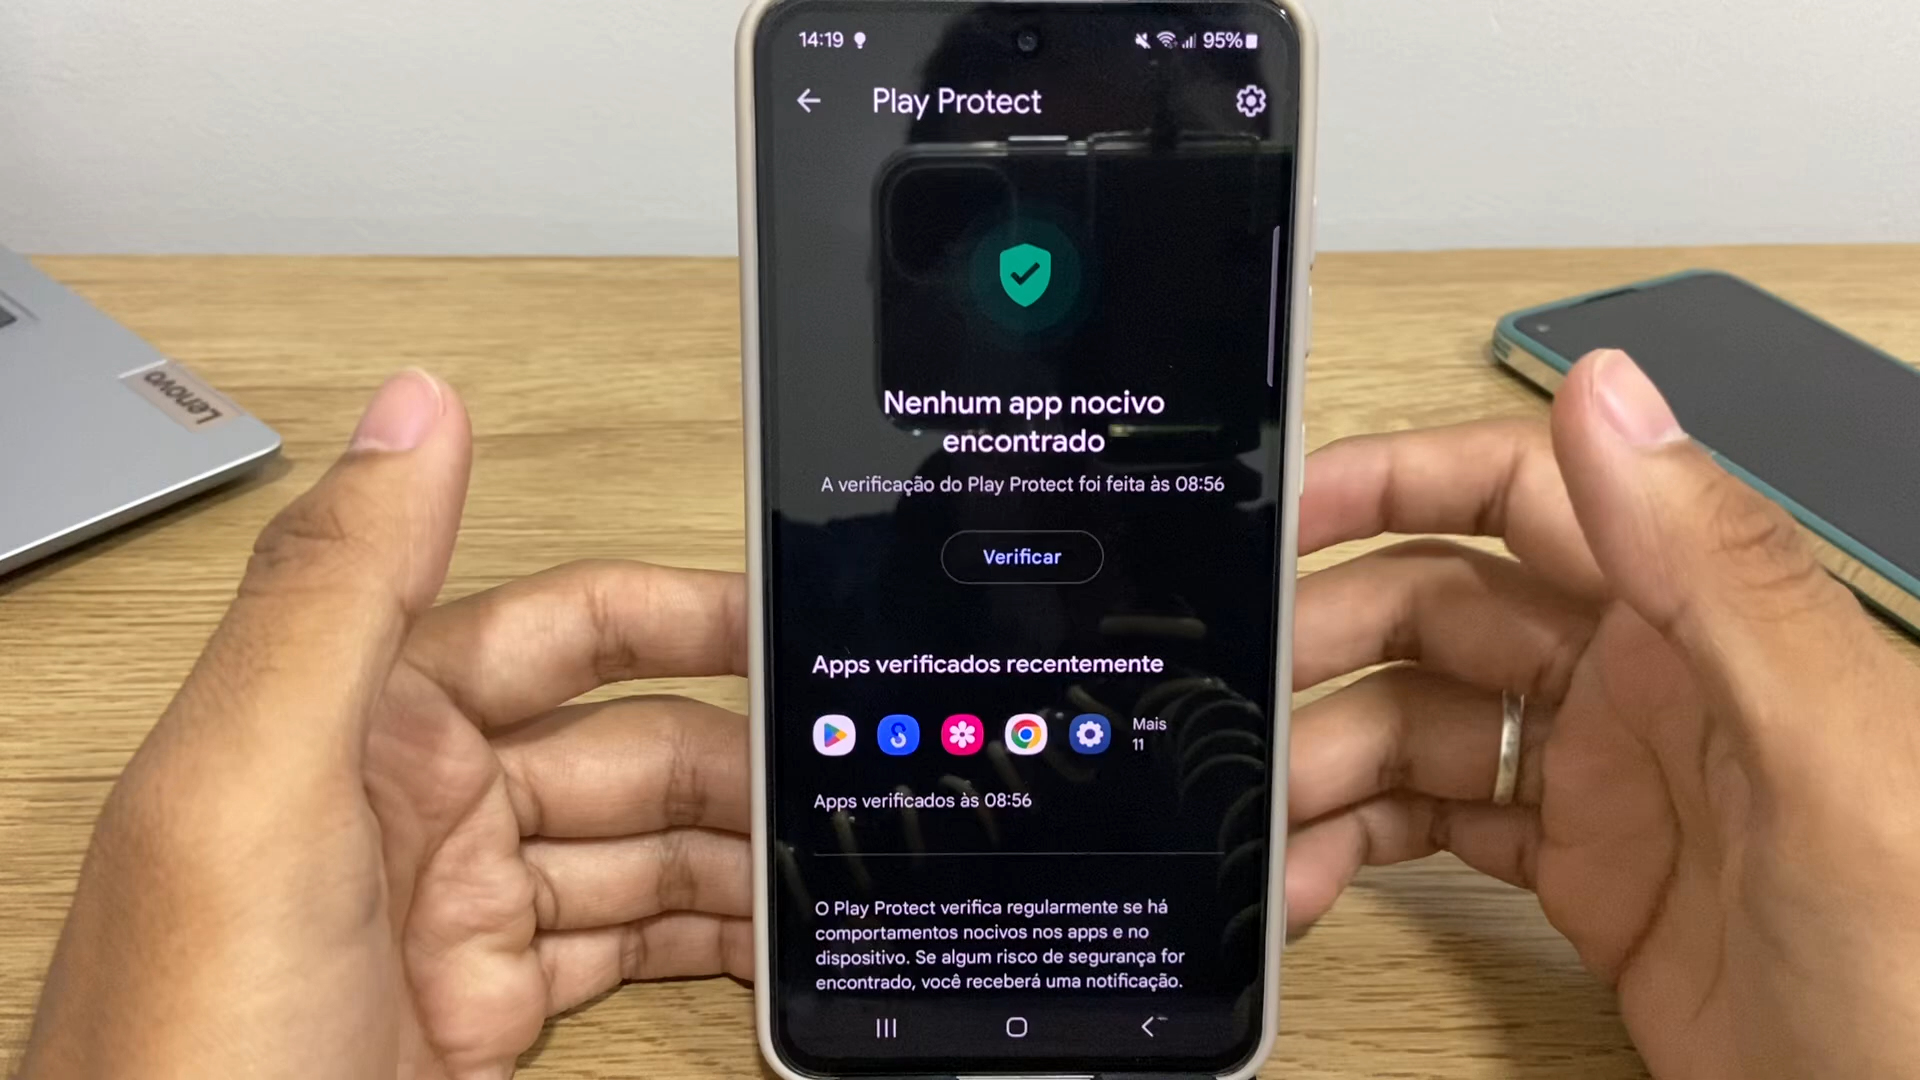 14:19
95%
Play Protect
Nenhum app nocivo
encontrado
A verificação do Play Protect foi feita às 08:56
Verificar
Apps verificados recentemente
Mais
11
Apps verificados às 08:56
O Play Protect verifica regularmente se há
comportamentos nocivos nos apps e no
dispositivo. Se algum risco de segurança for
encontrado, você receberá uma notificação.
Lenovo